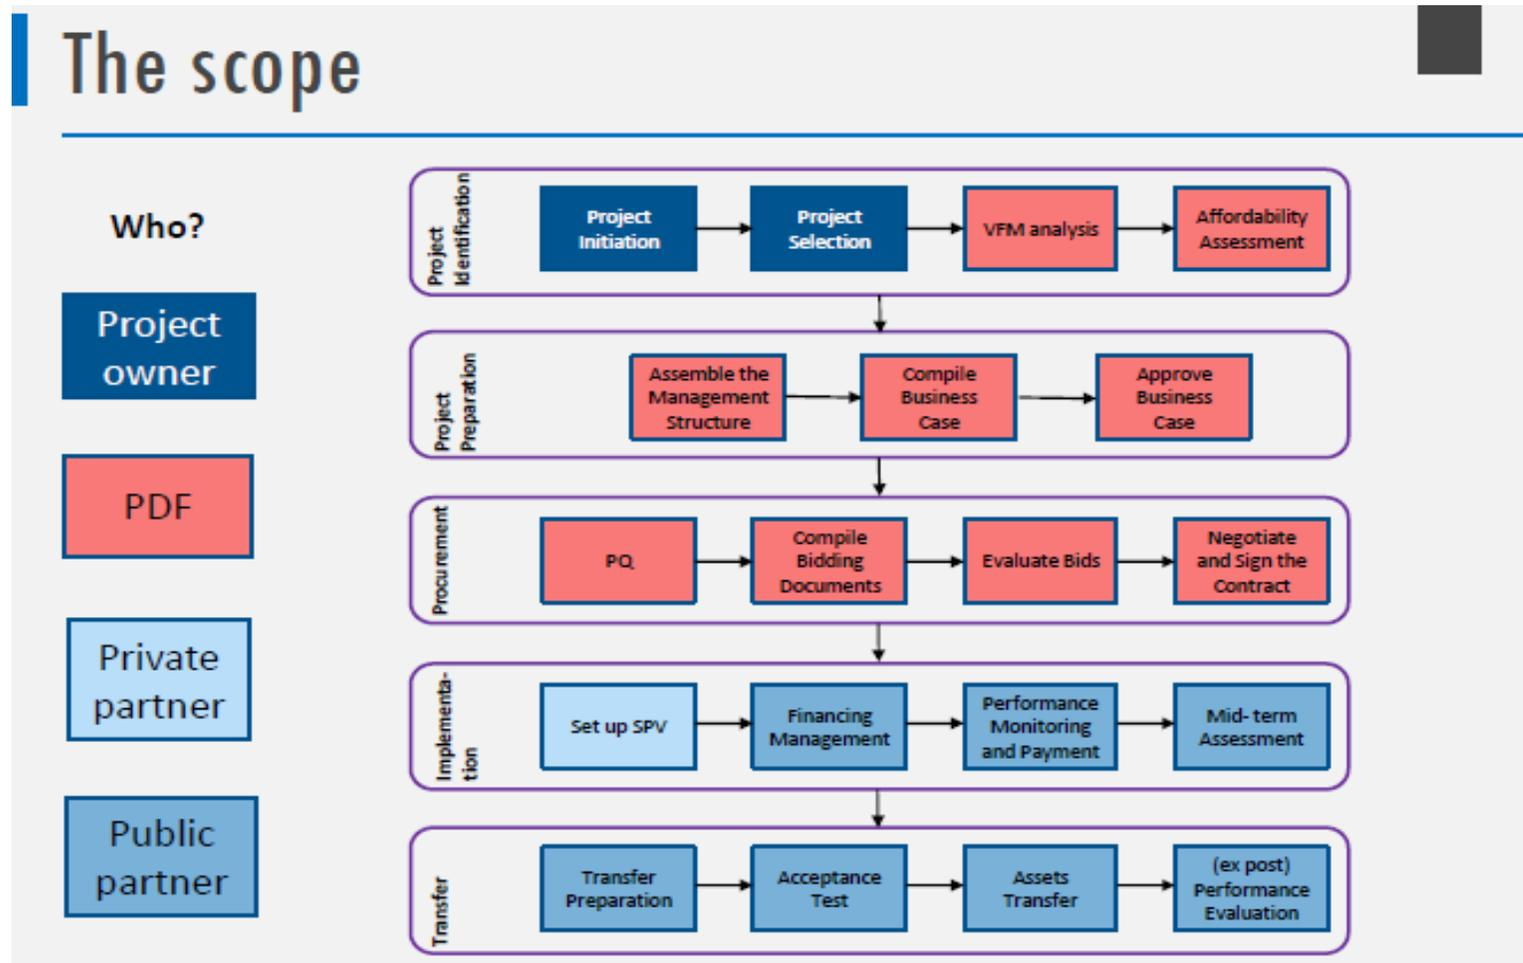 The scope
Who?
Project
owner
PDF
Private
partner
Public
partner
Project
Identification
Project
Initiation
Project
Selection
VFM analysis
Affordability
Assessment
Project
Preparation
Assemble the
Management
Structure
Compile
Business
Case
Approve
Business
Case
Procurement
PQ
Compile
Bidding
Documents
Evaluate Bids
Negotiate
and Sign the
Contract
Implementa-
tion
Set up SPV
Financing
Management
Performance
Monitoring
and Payment
Mid- term
Assessment
Transfer
Transfer
Preparation
Acceptance
Test
Assets
Transfer
(ex post)
Performance
Evaluation